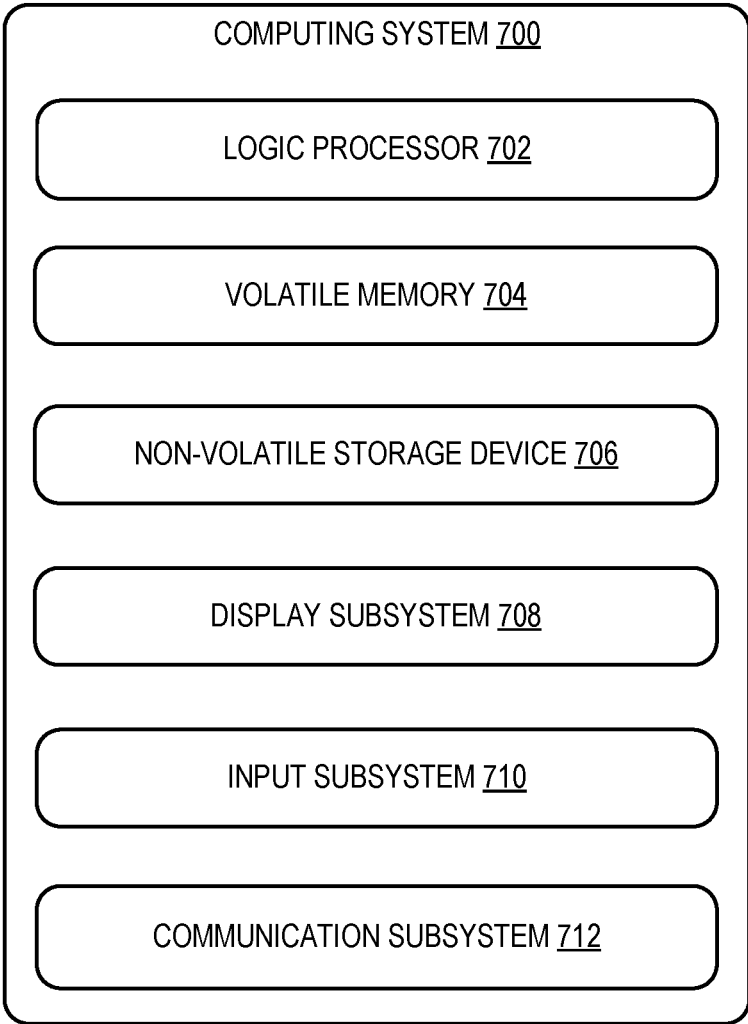 COMPUTING SYSTEM 700
LOGIC PROCESSOR 702
VOLATILE MEMORY 704
NON-VOLATILE STORAGE DEVICE 706
DISPLAY SUBSYSTEM 708
INPUT SUBSYSTEM 710
COMMUNICATION SUBSYSTEM 712